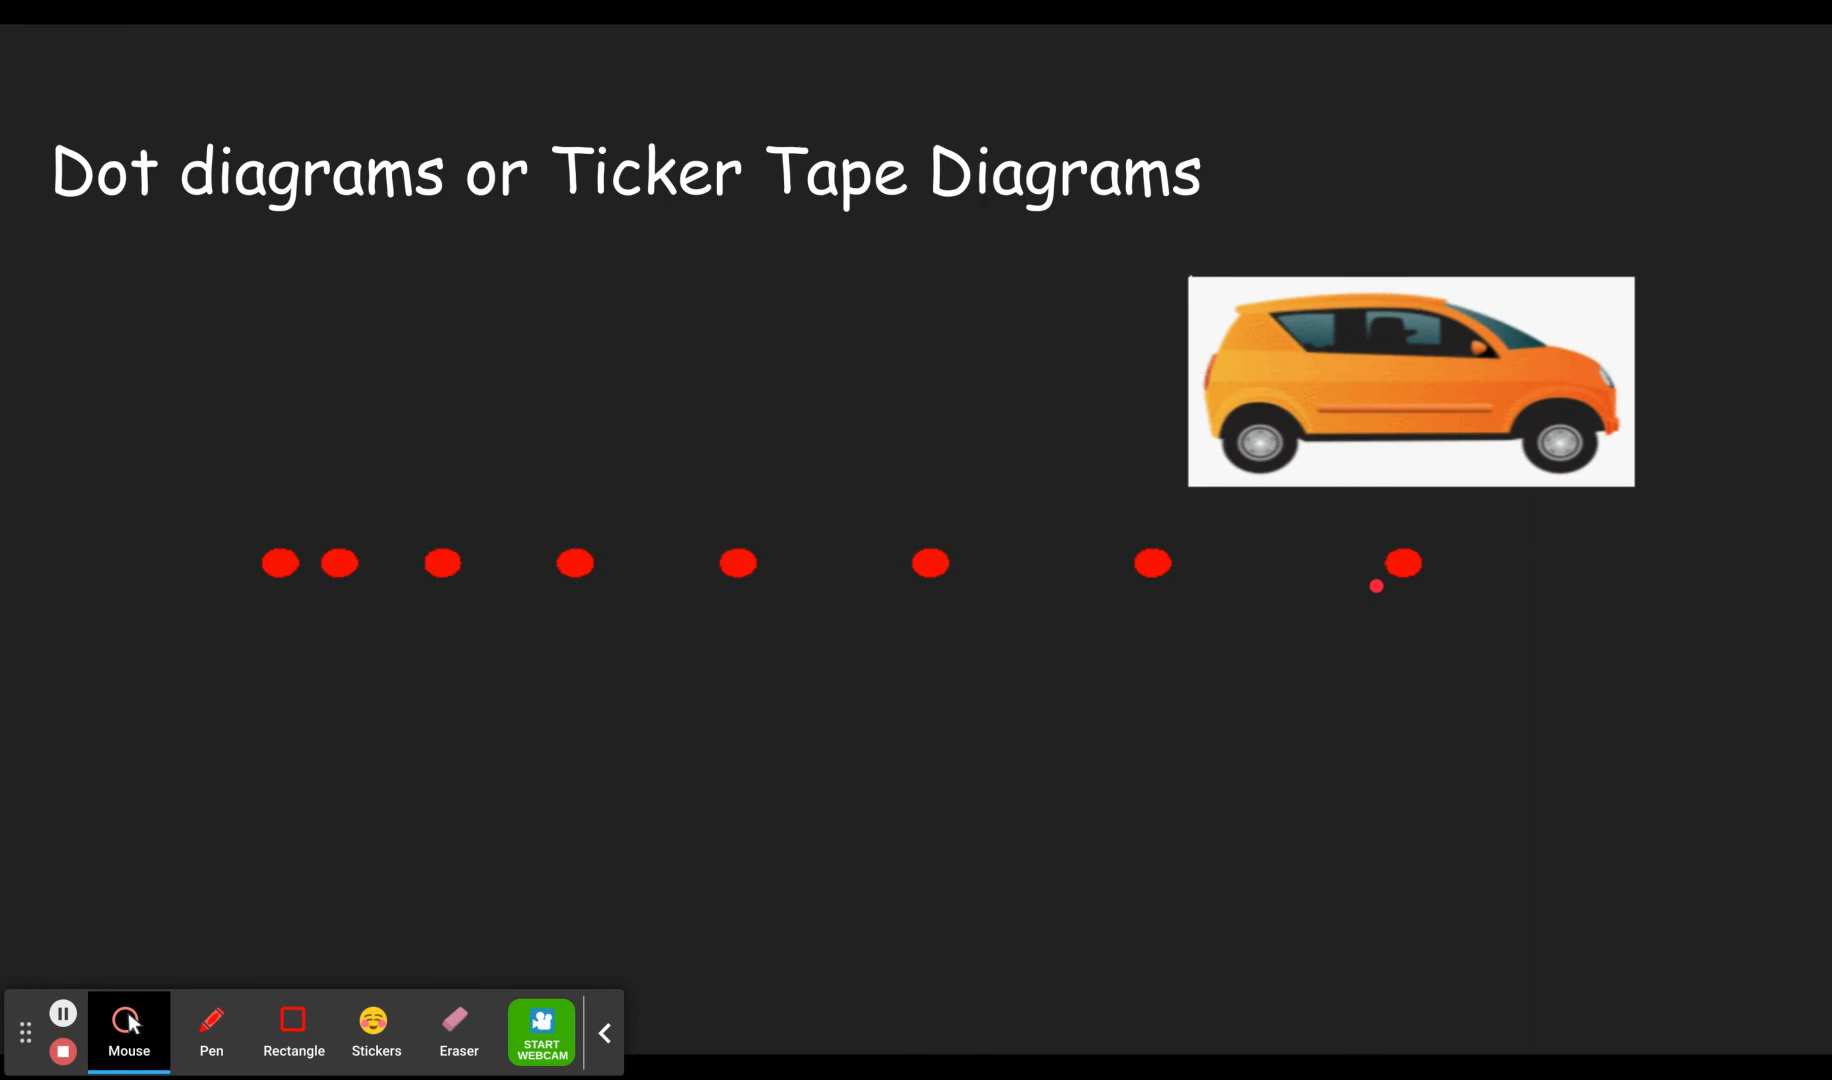 Dot diagrams or Ticker Tape Diagrams
Mouse
Pen
Rectangle
Stickers
Eraser
START
WEBCAM